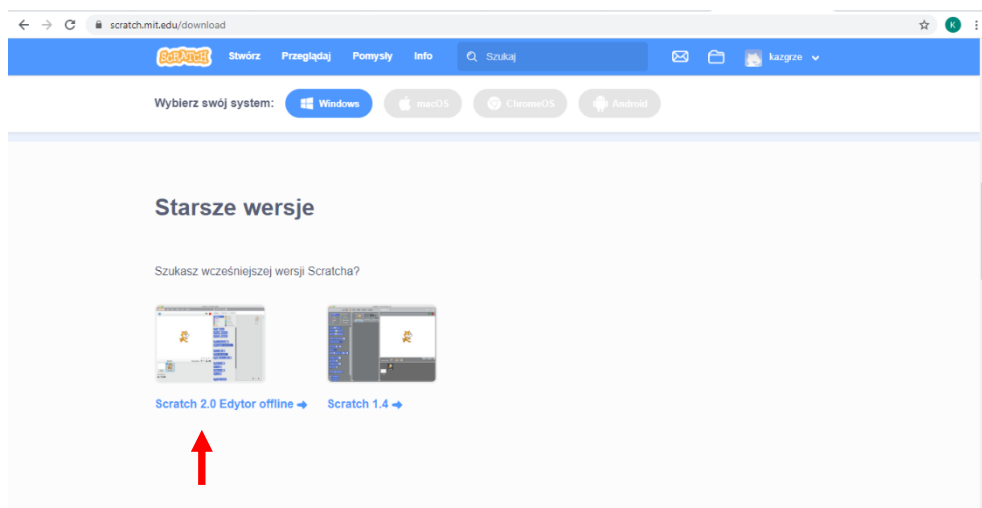 scratch.mit.edu/download
K
SCRATCH Stwórz Przeglądaj Pomysły Info Szukaj kazgrze
Wybierz swój system: Windows macOS ChromeOS Android
Starsze wersje
Szukasz wcześniejszej wersji Scratcha?
Scratch 2.0 Edytor offline Scratch 1.4